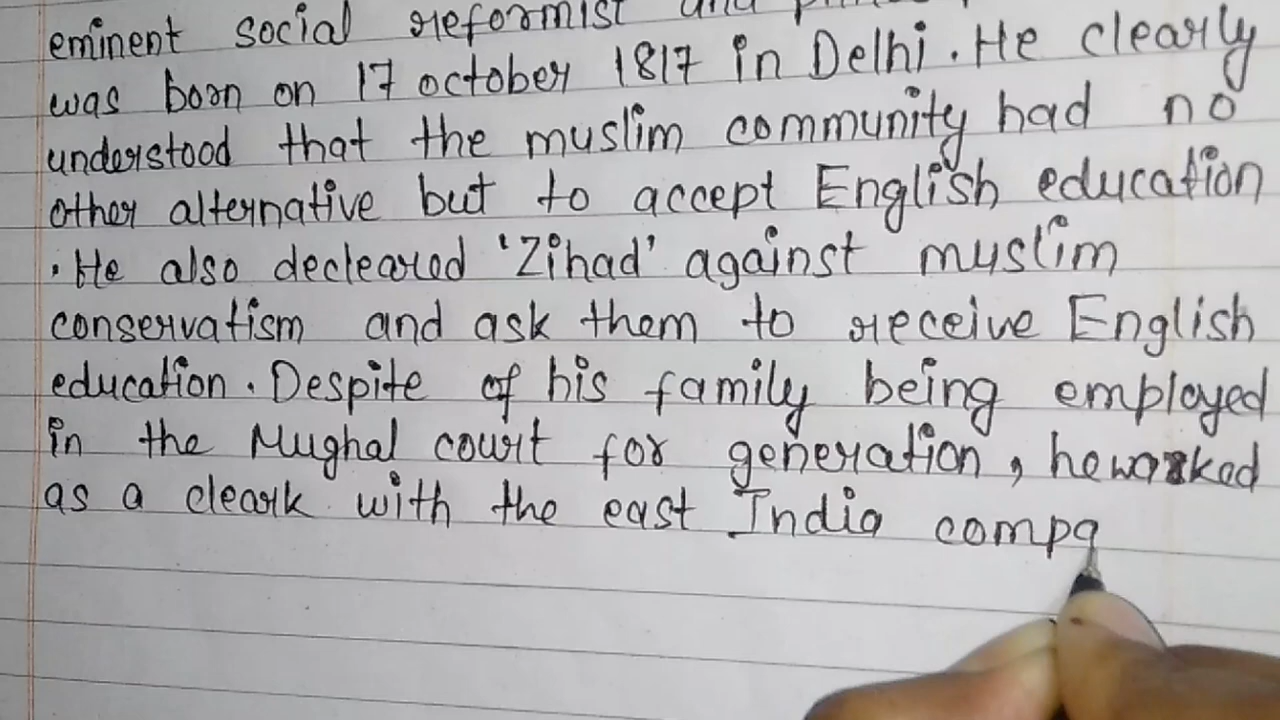 eminent social reformist and
was born on 17 october 1817 in Delhi. He clearly
understood that the muslim community had no
other alternative but to accept English education
. He also decleared 'Zihad' against muslim
conservatism and ask them to receive English
education. Despite of his family being employed
in the Mughal court for generation, he worked
as a cleark with the east India compa